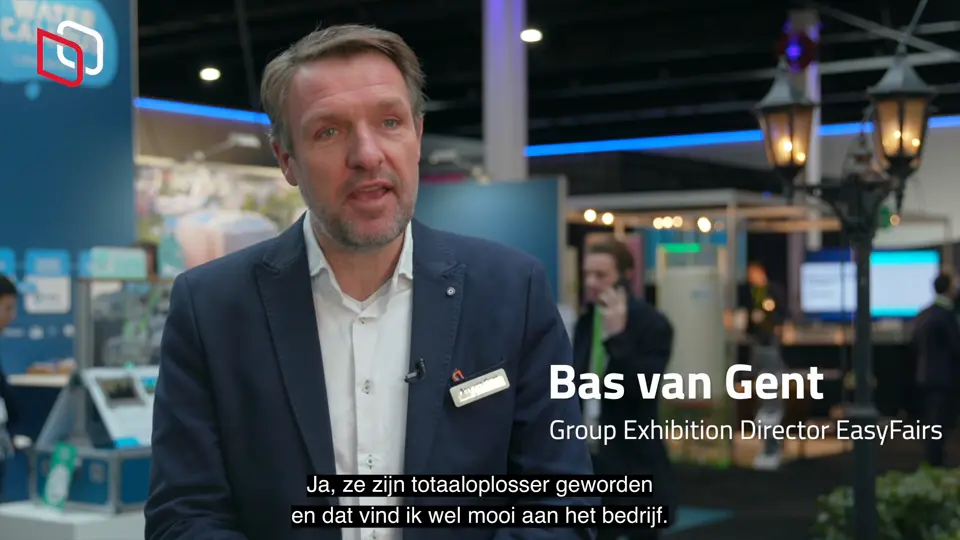 WATER
Bas van Gent
Group Exhibition Director EasyFairs
Ja, ze zijn totaaloplosser geworden
en dat vind ik wel mooi aan het bedrijf.